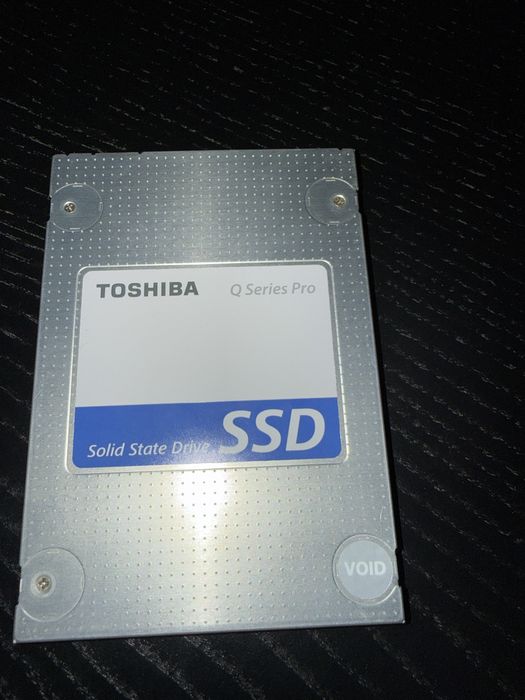 TOSHIBA Q Series Pro
Solid State Drive SSD
VOID